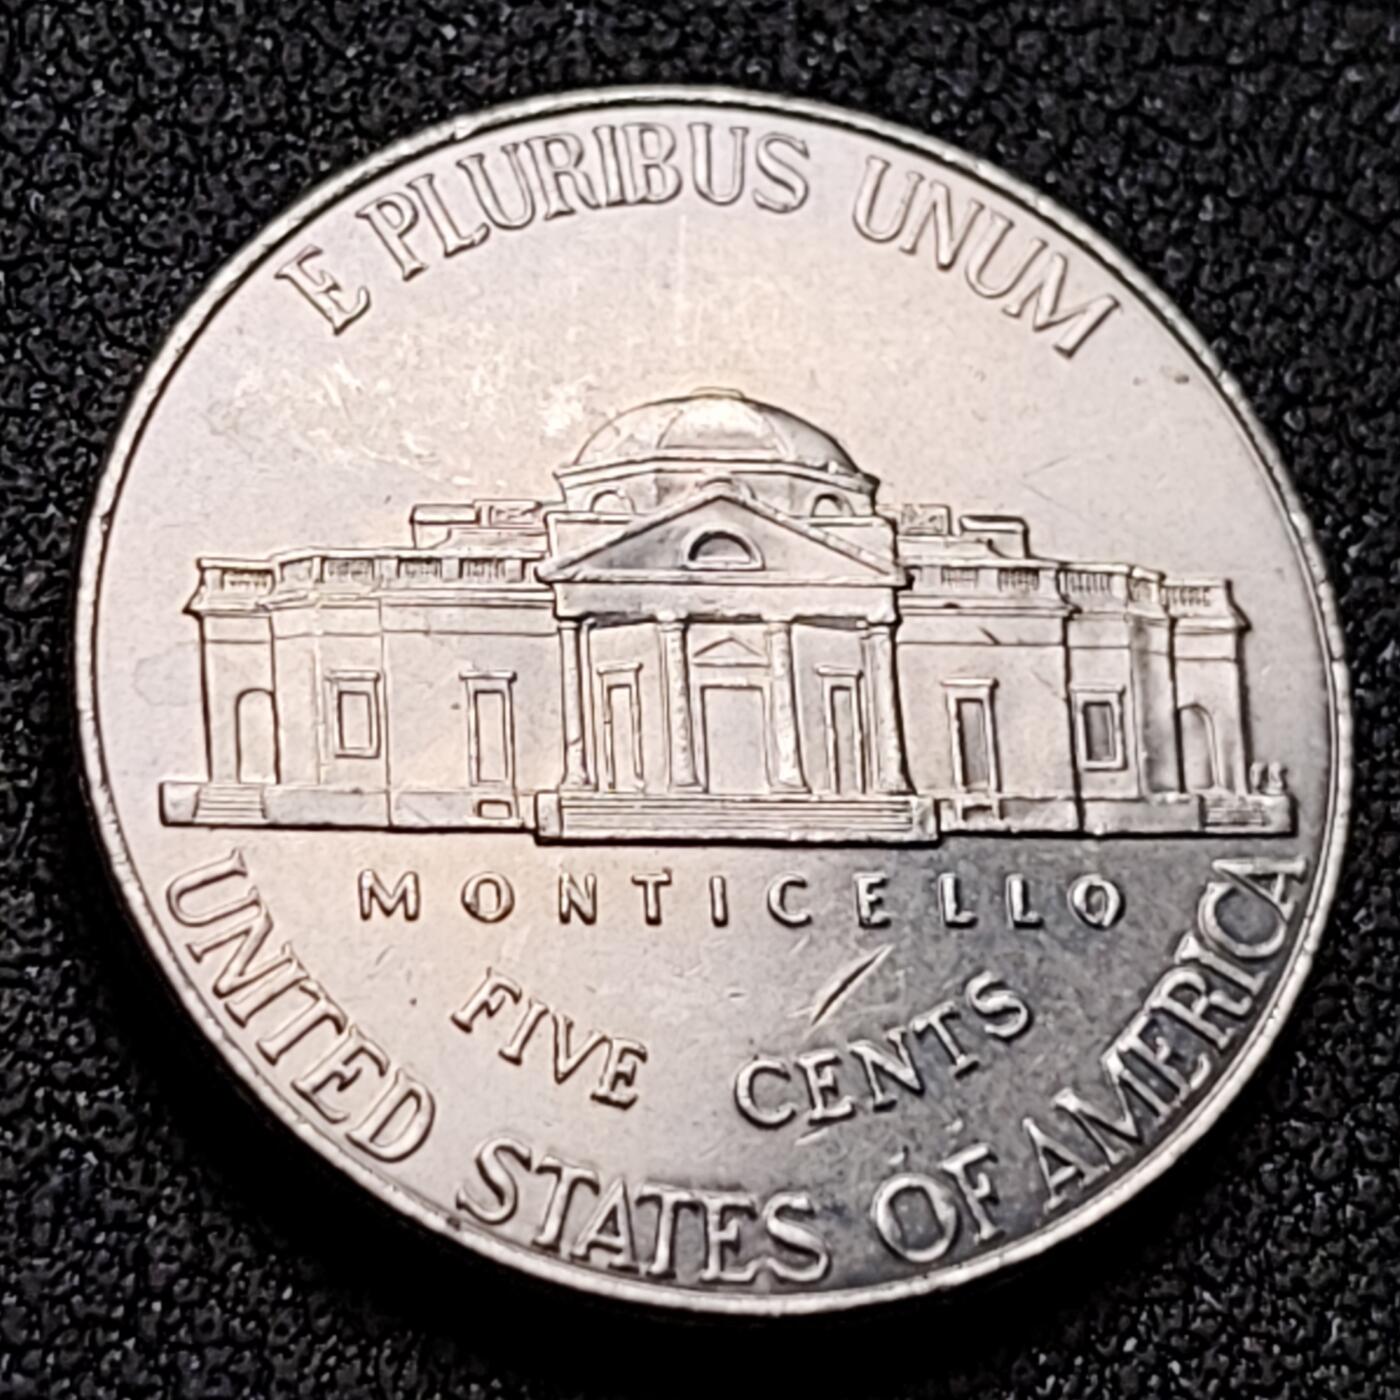 E PLURIBUS UNUM
MONTICELLO
FIVE CENTS
UNITED STATES OF AMERICA